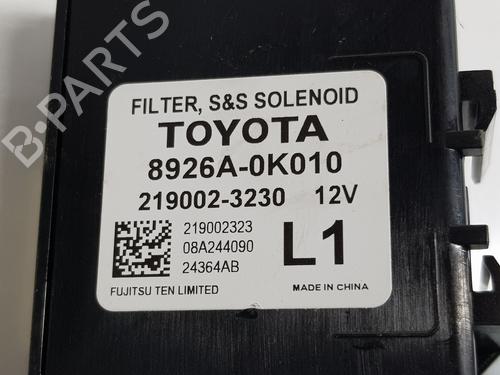 B-PARTS
FILTER, S&S SOLENOID
TOYOTA
8926A-0K010
219002-3230 12V
219002323
08A244090
24364AB
L1
FUJITSU TEN LIMITED
MADE IN CHINA